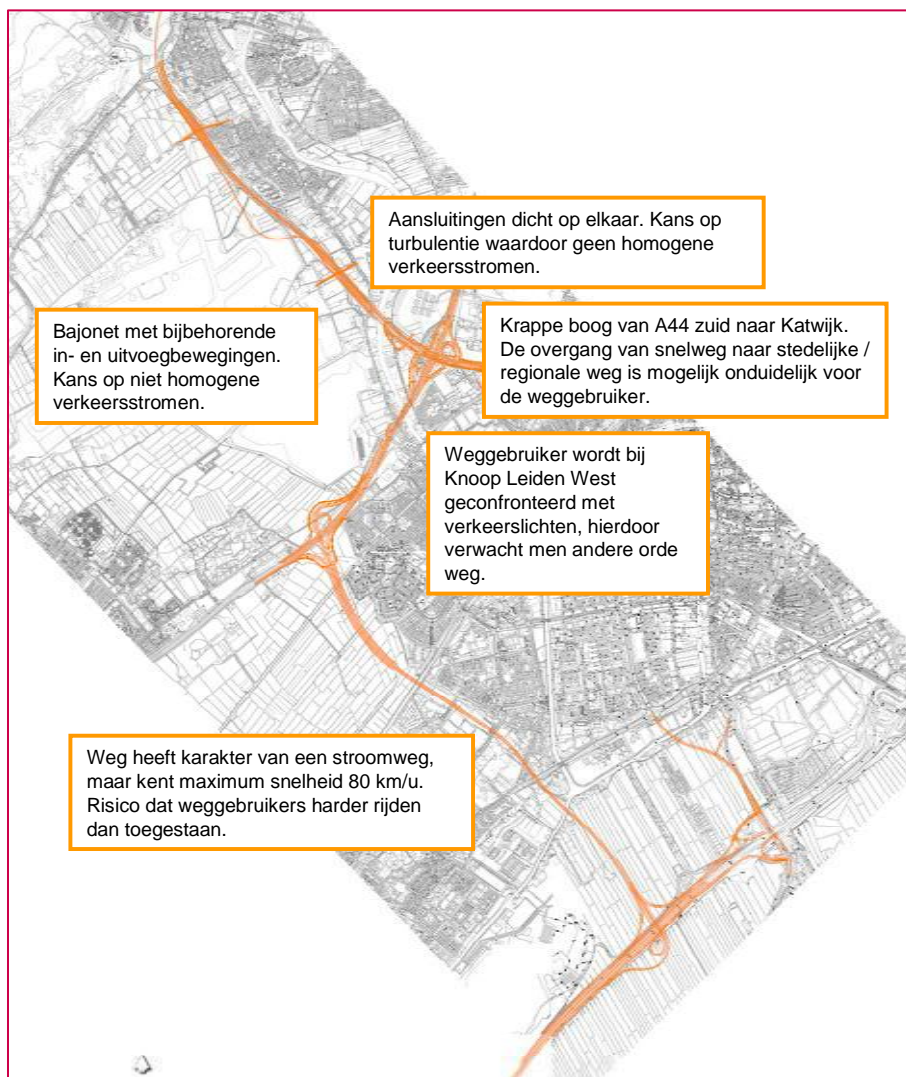 Aansluitingen dicht op elkaar. Kans op
turbulentie waardoor geen homogene
verkeersstromen.
Bajonet met bijbehorende
in- en uitvoegbewegingen.
Kans op niet homogene
verkeersstromen.
Krappe boog van A44 zuid naar Katwijk.
De overgang van snelweg naar stedelijke /
regionale weg is mogelijk onduidelijk voor
de weggebruiker.
Weggebruiker wordt bij
Knoop Leiden West
geconfronteerd met
verkeerslichten, hierdoor
verwacht men andere orde
weg.
Weg heeft karakter van een stroomweg,
maar kent maximum snelheid 80 km/u.
Risico dat weggebruikers harder rijden
dan toegestaan.